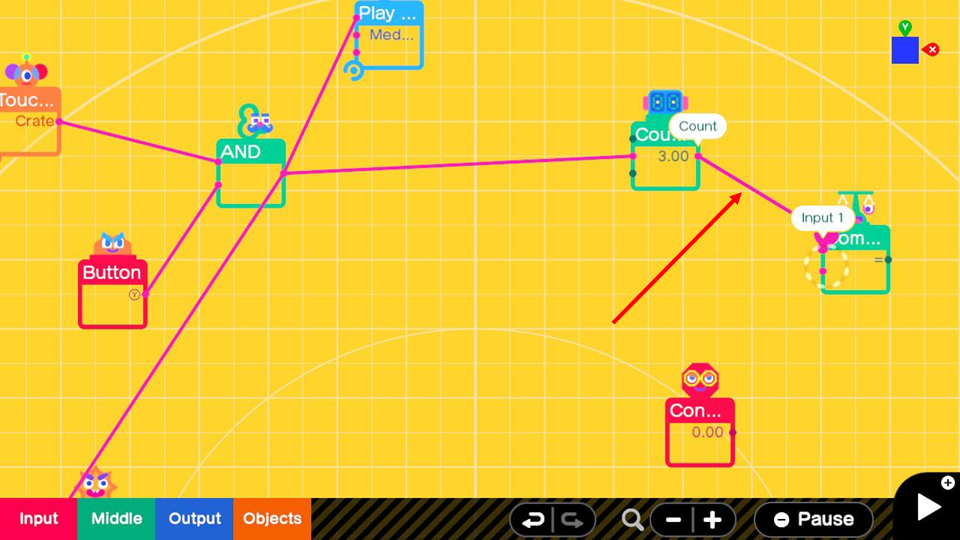 Play ...
Med...
Y
X
Touc...
Crate
AND
Cou...
Count
3.00
Input 1
Com...
=
Button
Y
Con...
0.00
Input
Middle
Output
Objects
Pause